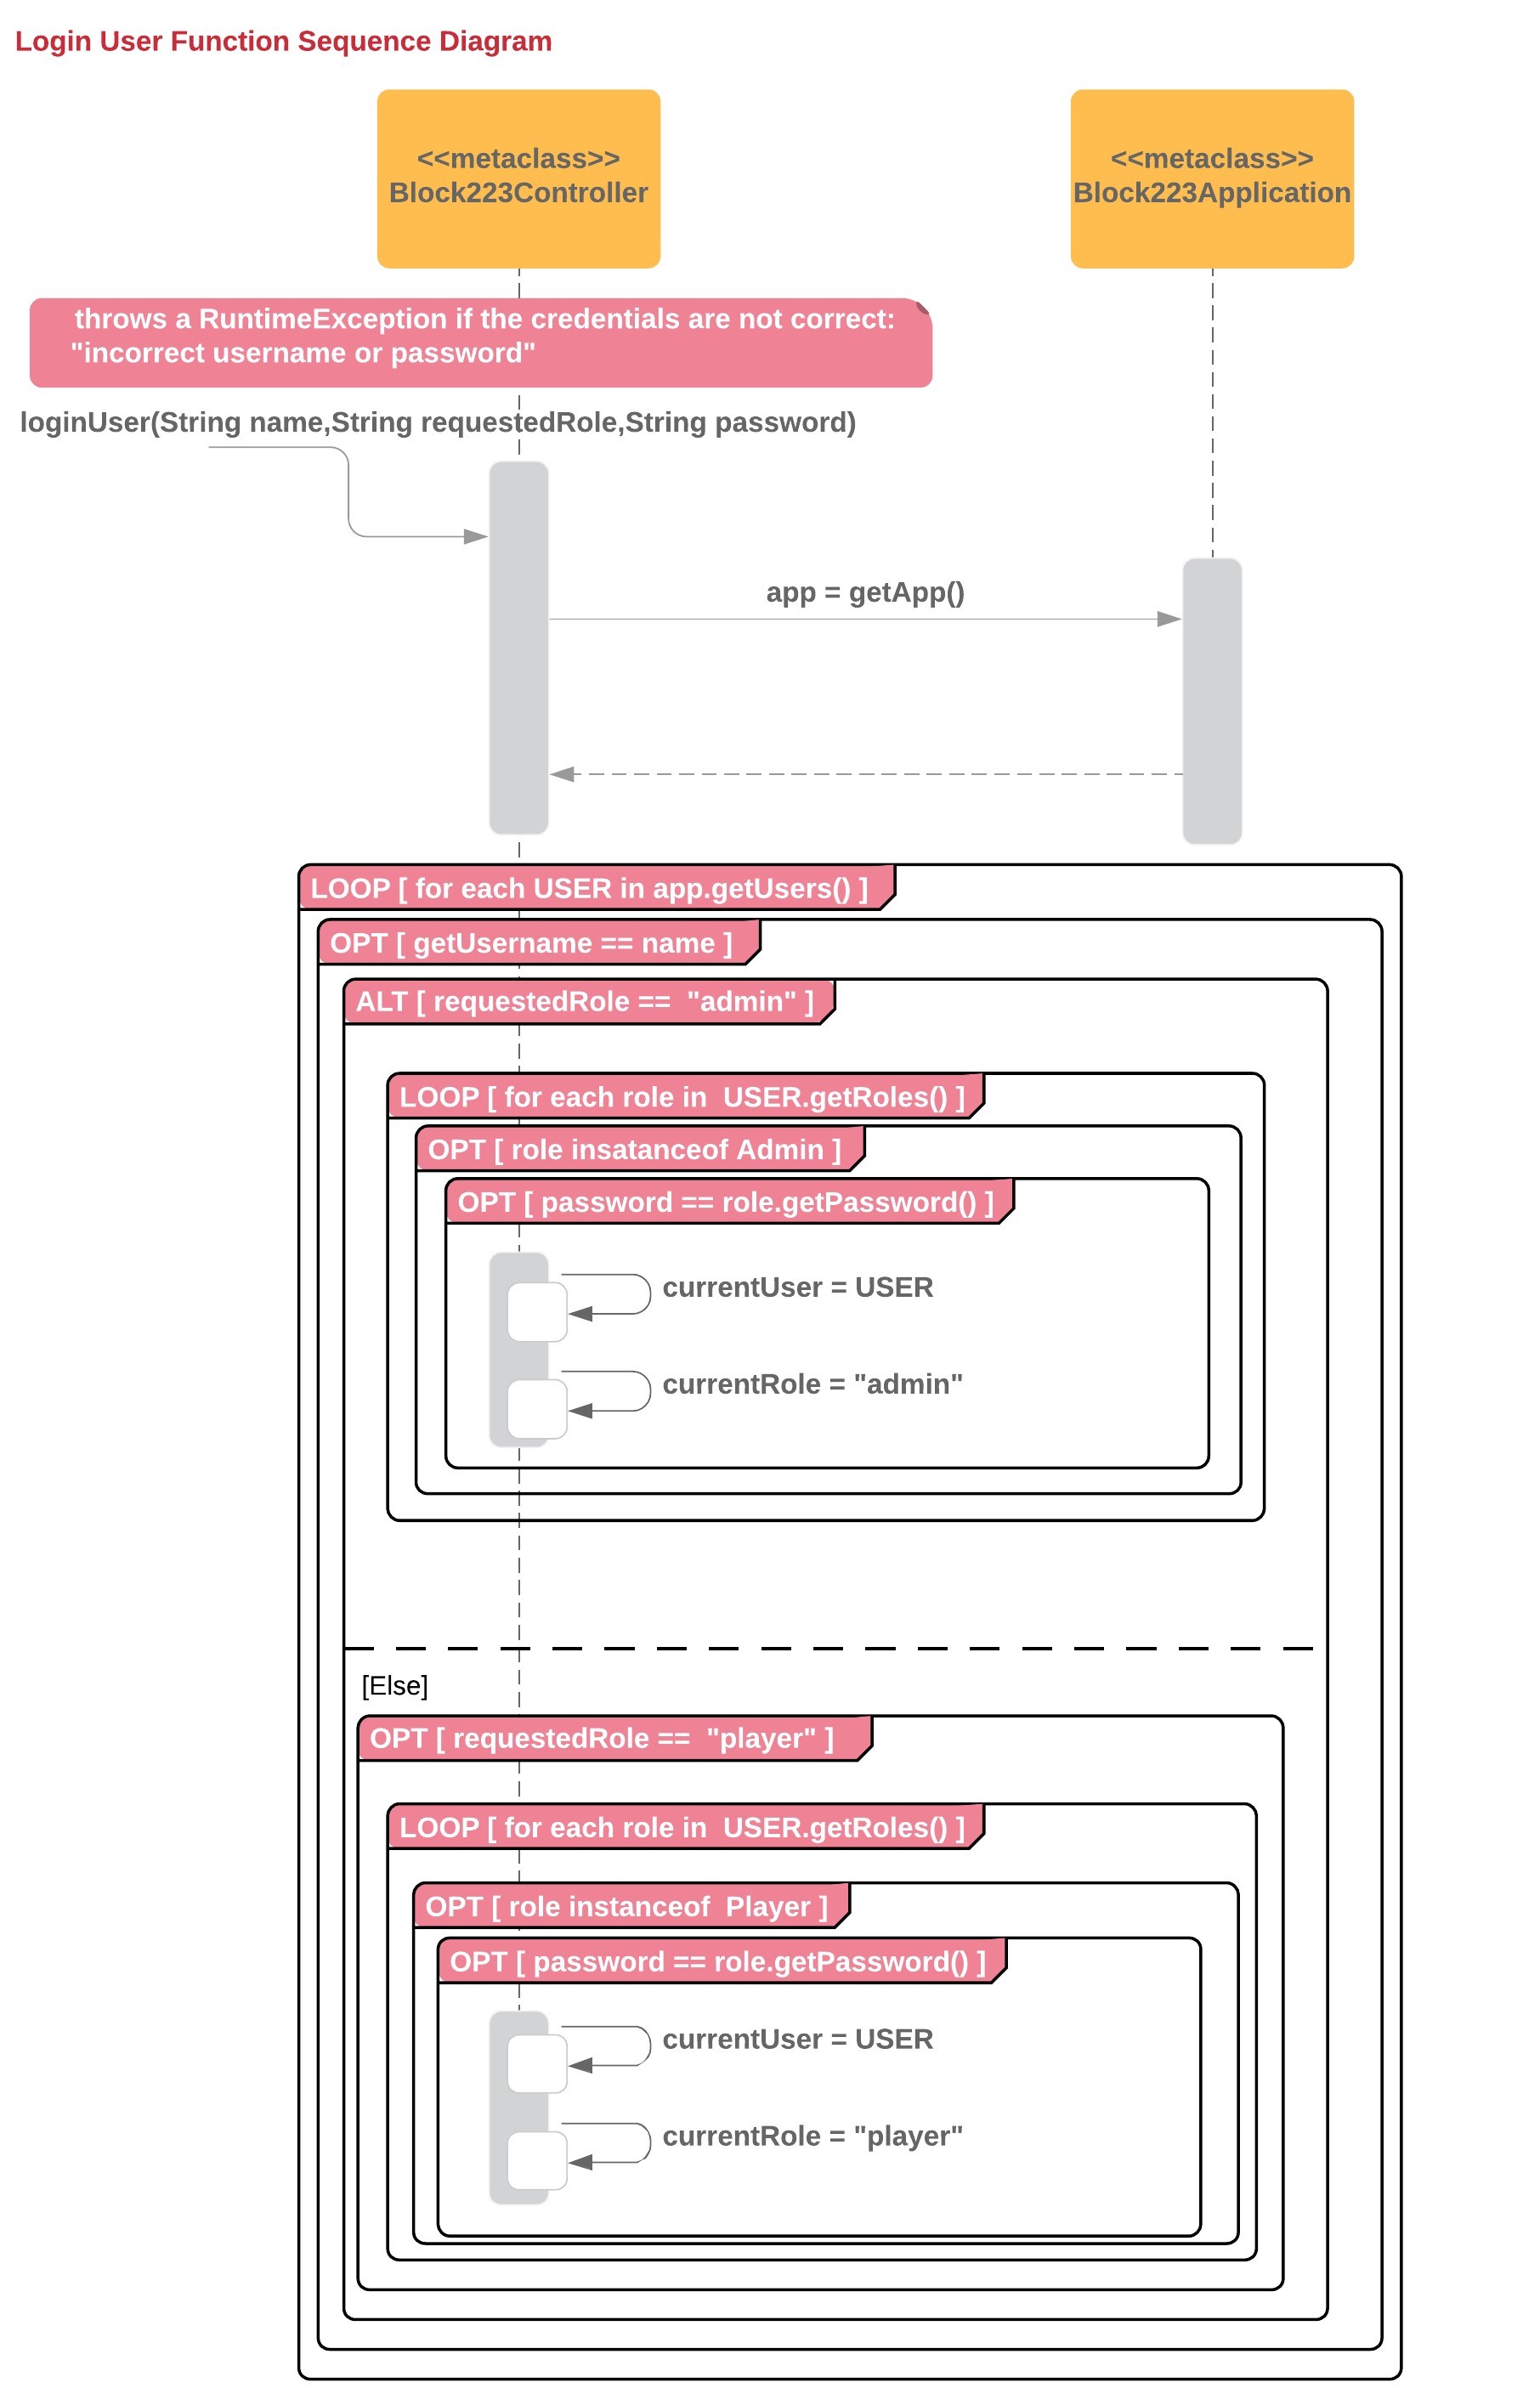 Login User Function Sequence Diagram
<<metaclass>>
Block223Controller
<<metaclass>>
Block223Application
throws a RuntimeException if the credentials are not correct:
"incorrect username or password"
loginUser(String name,String requestedRole,String password)
app = getApp()
LOOP [ for each USER in app.getUsers() ]
OPT [ getUsername == name ]
ALT [ requestedRole == "admin" ]
LOOP [ for each role in USER.getRoles() ]
OPT [ role insatanceof Admin ]
OPT [ password == role.getPassword() ]
currentUser = USER
currentRole = "admin"
[Else]
OPT [ requestedRole == "player" ]
LOOP [ for each role in USER.getRoles() ]
OPT [ role instanceof Player ]
OPT [ password == role.getPassword() ]
currentUser = USER
currentRole = "player"